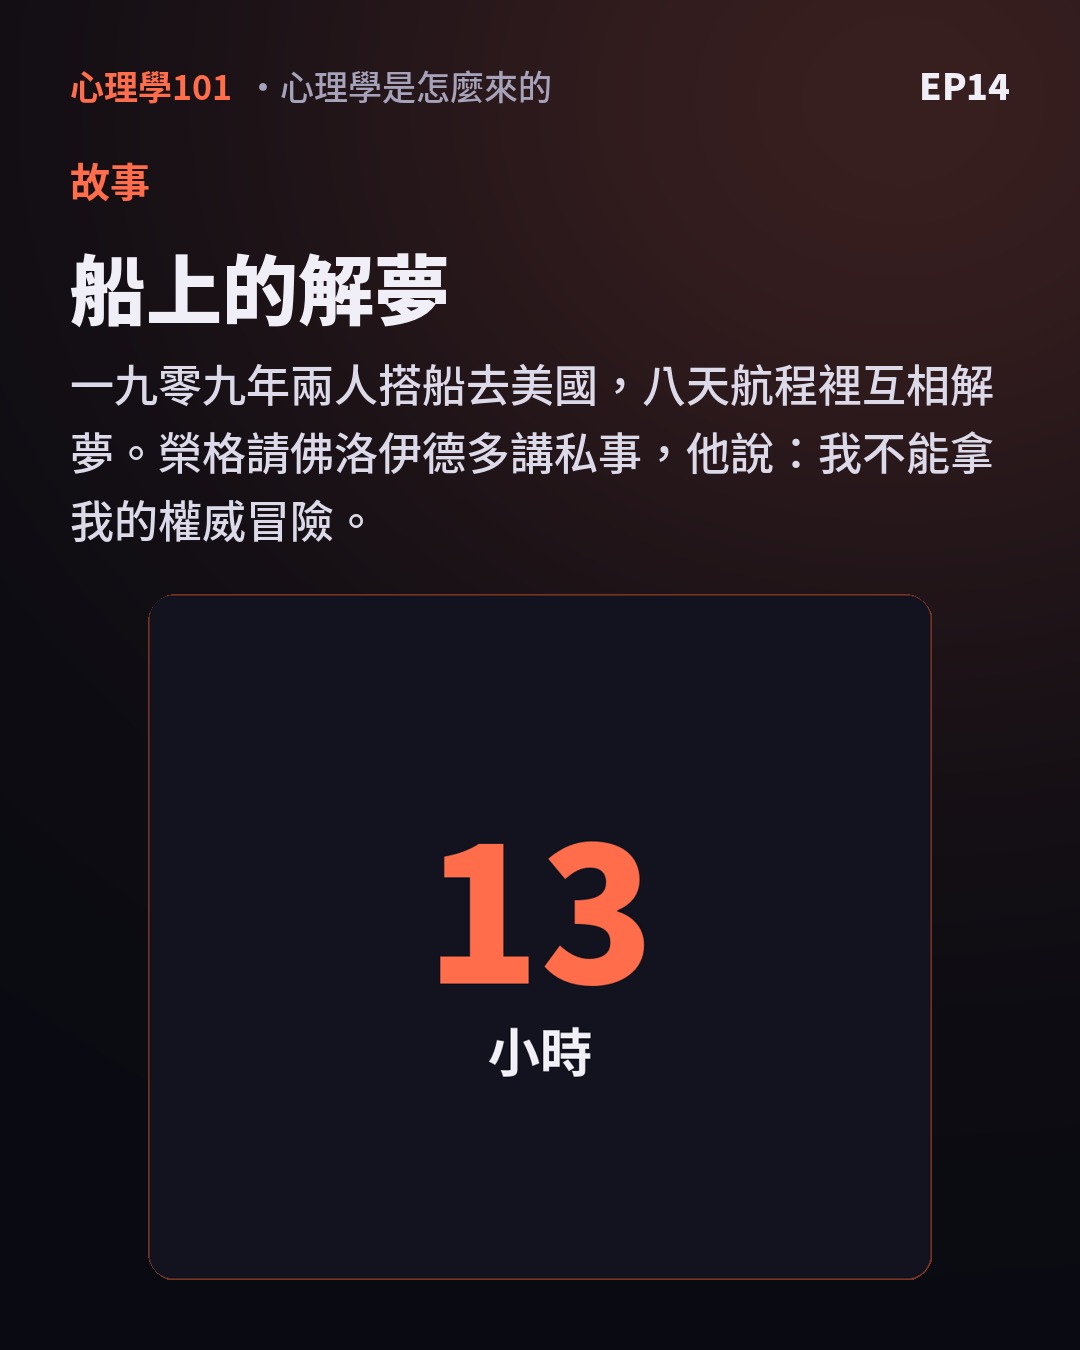 心理學101 ・心理學是怎麼來的
EP14
故事
船上的解夢
一九零九年兩人搭船去美國，八天航程裡互相解
夢。榮格請佛洛伊德多講私事，他說：我不能拿
我的權威冒險。
13
小時